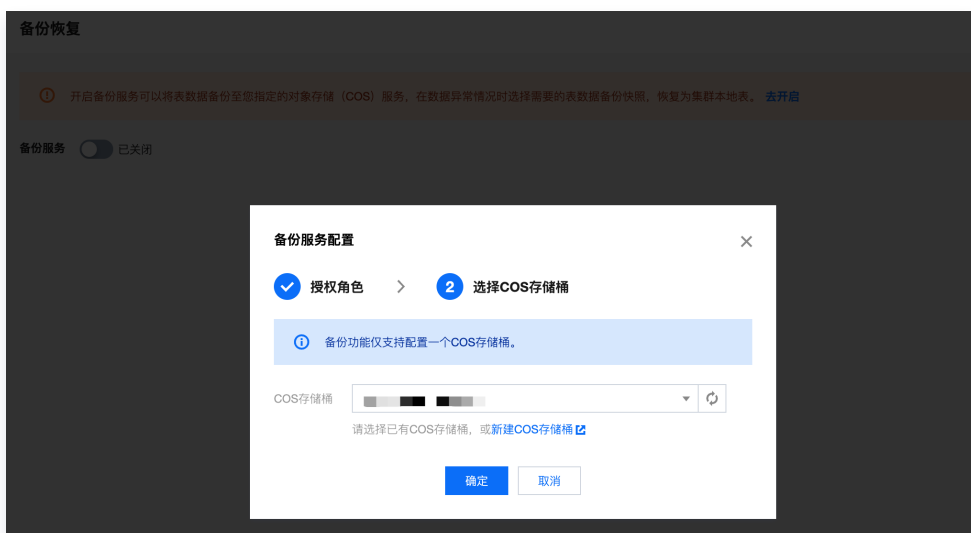 备份恢复
开启备份服务可以将表数据备份至您指定的对象存储（COS）服务，在数据异常情况时选择需要的表数据备份快照，恢复为集群本地表。 去开启
备份服务 已关闭
备份服务配置
授权角色 2 选择COS存储桶
备份功能仅支持配置一个COS存储桶。
COS存储桶
请选择已有COS存储桶，或新建COS存储桶
确定 取消